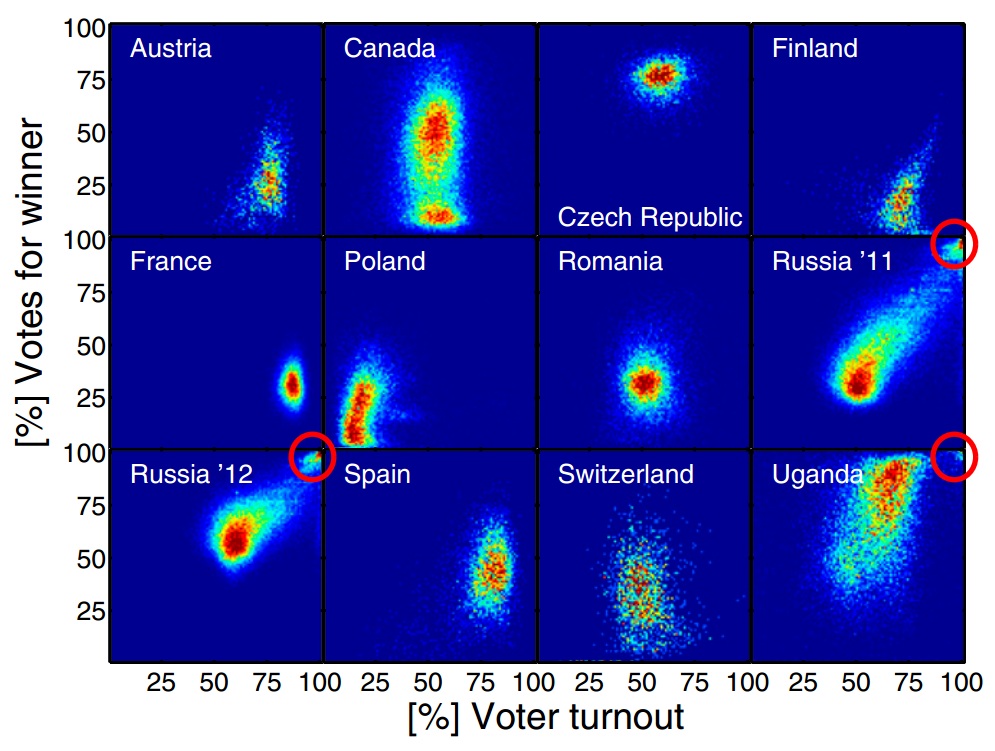 [%] Votes for winner
100
75
50
25
100
75
50
25
100
75
50
25
Austria
Canada
Czech Republic
Finland
France
Poland
Romania
Russia '11
Russia '12
Spain
Switzerland
Uganda
25 50 75 100 25 50 75 100 25 50 75 100 25 50 75 100
[%] Voter turnout